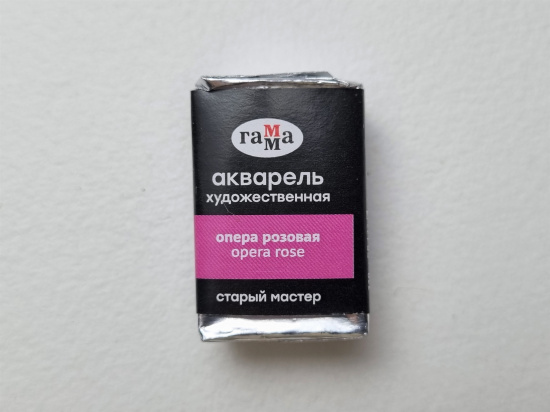 гамма
акварель
художественная
опера розовая
opera rose
старый мастер